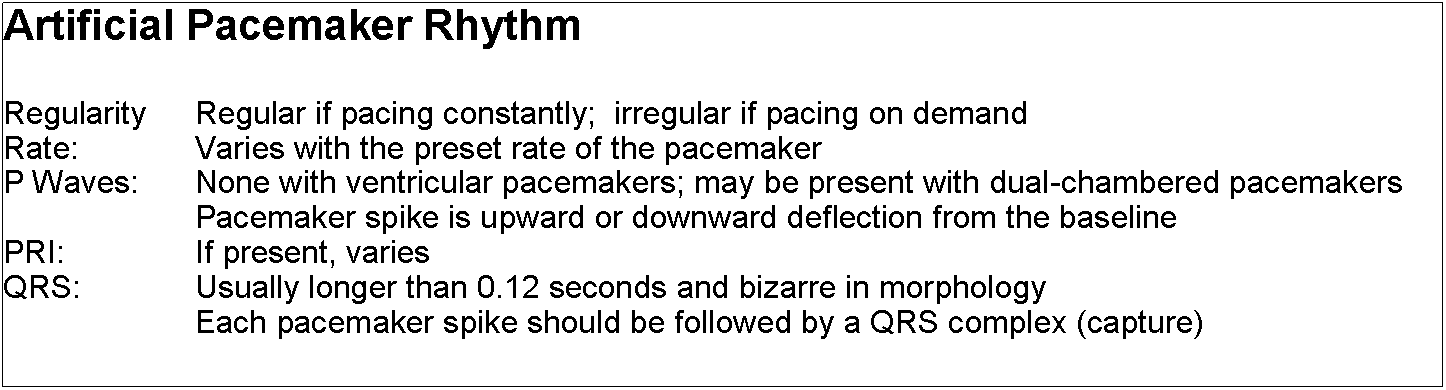 Artificial Pacemaker Rhythm
Regularity Regular if pacing constantly;  irregular if pacing on demand
Rate: Varies with the preset rate of the pacemaker
P Waves: None with ventricular pacemakers; may be present with dual-chambered pacemakers
Pacemaker spike is upward or downward deflection from the baseline
PRI: If present, varies
QRS: Usually longer than 0.12 seconds and bizarre in morphology
Each pacemaker spike should be followed by a QRS complex (capture)